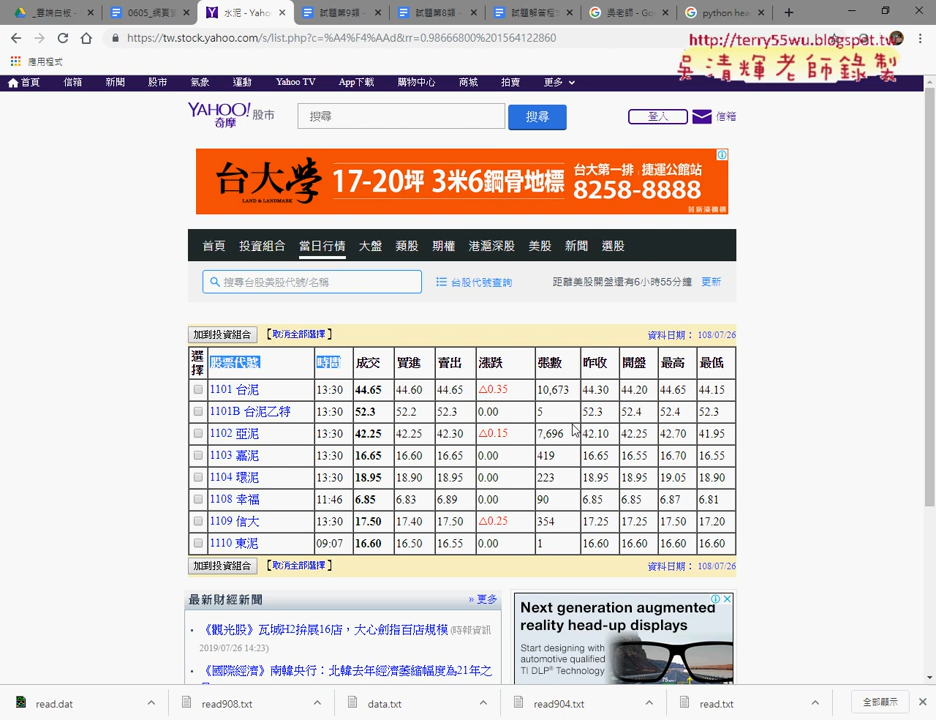 _雲端白板 -
0605_網頁資
水泥 - Yaho
試題第9類 -
試題第8類 -
試題解答程
吳老師 - Go
python hea
https://tw.stock.yahoo.com/s/list.php?c=%A4%F4%AAd&rr=0.98666800%201564122860
http://terry55wu.blogspot.tw
吳清輝老師錄製
應用程式
首頁 信箱 新聞 股市 氣象 運動 Yahoo TV App下載 購物中心 商城 拍賣 更多
YAHOO! 奇摩 股市
搜尋
搜尋
登入
信箱
台大學
LAND & LANDMARK
17-20坪 3米6鋼骨地標
台大第一排 捷運公館站
8258-8888
首頁 投資組合 當日行情 大盤 類股 期權 港滬深股 美股 新聞 選股
搜尋台股美股代號/名稱
台股代號查詢
距離美股開盤還有6小時55分鐘 更新
加到投資組合 【取消全部選擇】 資料日期： 108/07/26
選擇 股票代號 時間 成交 買進 賣出 漲跌 張數 昨收 開盤 最高 最低
1101 台泥 13:30 44.65 44.60 44.65 △0.35 10,673 44.30 44.20 44.65 44.15
1101B 台泥乙特 13:30 52.3 52.2 52.3 0.00 5 52.3 52.4 52.4 52.3
1102 亞泥 13:30 42.25 42.25 42.30 △0.15 7,696 42.10 42.25 42.70 41.95
1103 嘉泥 13:30 16.65 16.60 16.65 0.00 419 16.65 16.55 16.70 16.55
1104 環泥 13:30 18.95 18.90 18.95 0.00 223 18.95 18.95 19.05 18.90
1108 幸福 11:46 6.85 6.83 6.89 0.00 90 6.85 6.85 6.87 6.81
1109 信大 13:30 17.50 17.40 17.50 △0.25 354 17.25 17.25 17.50 17.20
1110 東泥 09:07 16.60 16.50 16.55 0.00 1 16.60 16.60 16.60 16.60
加到投資組合 【取消全部選擇】 資料日期： 108/07/26
最新財經新聞 » 更多
《觀光股》瓦城H2拚展16店，大心劍指百店規模 (時報資訊
2019/07/26 14:23)
《國際經濟》南韓央行：北韓去年經濟萎縮幅度為21年之
Next generation augmented
reality head-up displays
Start designing with
automotive qualified
TI DLP® Technology
read.dat
read908.txt
data.txt
read904.txt
read.txt
全部顯示